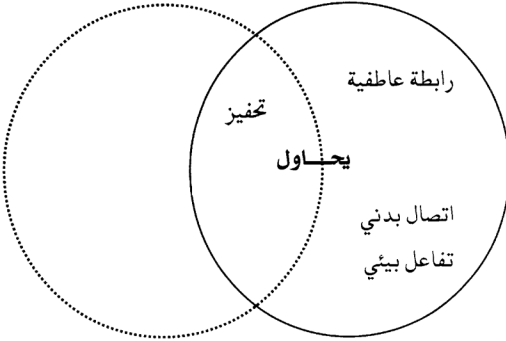 رابطة عاطفية
تحفيز
يحـــاول
اتصال بدني
تفاعل بيئي